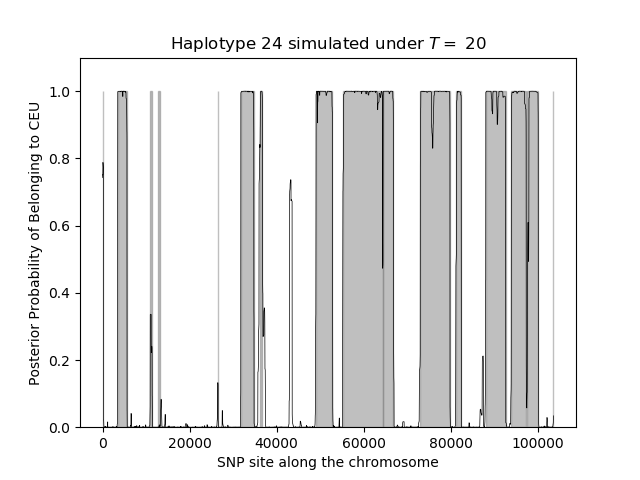 Haplotype 24 simulated under T = 20
Posterior Probability of Belonging to CEU
1.0
0.8
0.6
0.4
0.2
0.0
0 20000 40000 60000 80000 100000
SNP site along the chromosome